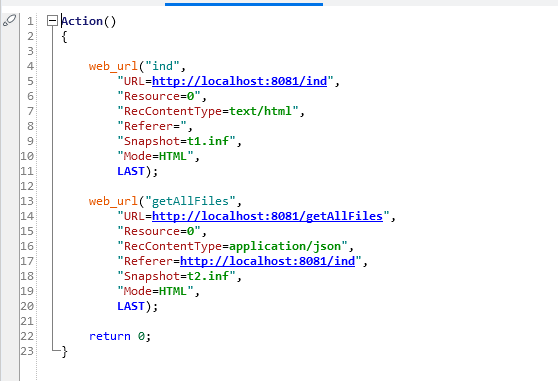 1 Action()
2 {
3
4 web_url("ind",
5 "URL=http://localhost:8081/ind",
6 "Resource=0",
7 "RecContentType=text/html",
8 "Referer=",
9 "Snapshot=t1.inf",
10 "Mode=HTML",
11 LAST);
12
13 web_url("getAllFiles",
14 "URL=http://localhost:8081/getAllFiles",
15 "Resource=0",
16 "RecContentType=application/json",
17 "Referer=http://localhost:8081/ind",
18 "Snapshot=t2.inf",
19 "Mode=HTML",
20 LAST);
21
22 return 0;
23 }